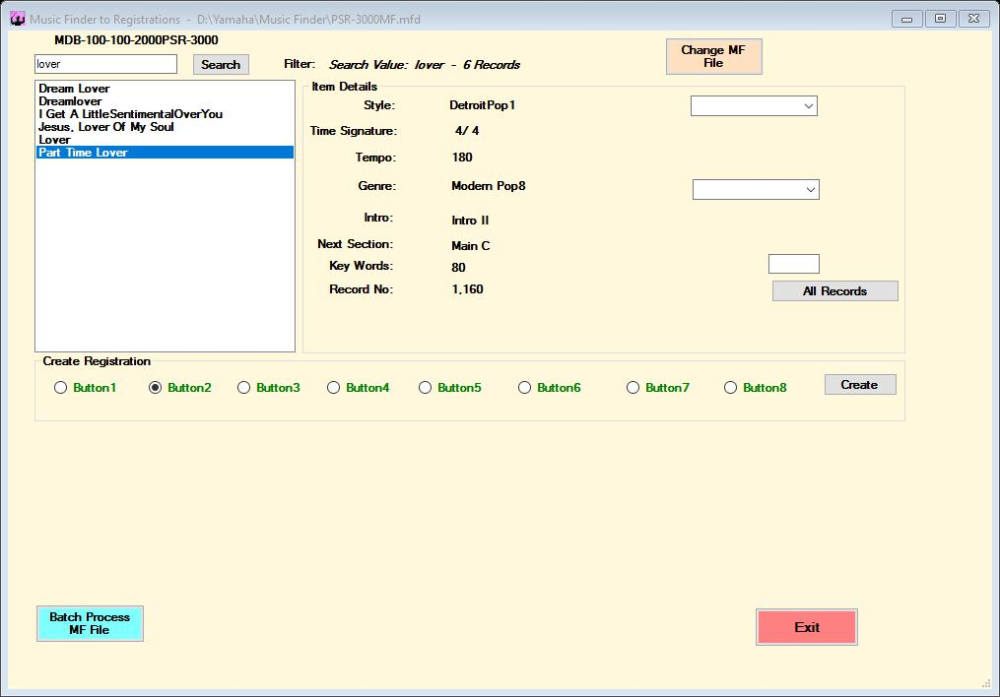 Music Finder to Registrations - D:\Yamaha\Music Finder\PSR-3000MF.mfd
MDB-100-100-2000PSR-3000
lover
Search
Filter: Search Value: lover - 6 Records
Change MF
File
Dream Lover
Dreamlover
I Get A LittleSentimentalOverYou
Jesus, Lover Of My Soul
Lover
Part Time Lover
Item Details
Style: DetroitPop1
Time Signature: 4/ 4
Tempo: 180
Genre: Modern Pop8
Intro: Intro II
Next Section: Main C
Key Words: 80
Record No: 1,160
All Records
Create Registration
Button1 Button2 Button3 Button4 Button5 Button6 Button7 Button8
Create
Batch Process
MF File
Exit